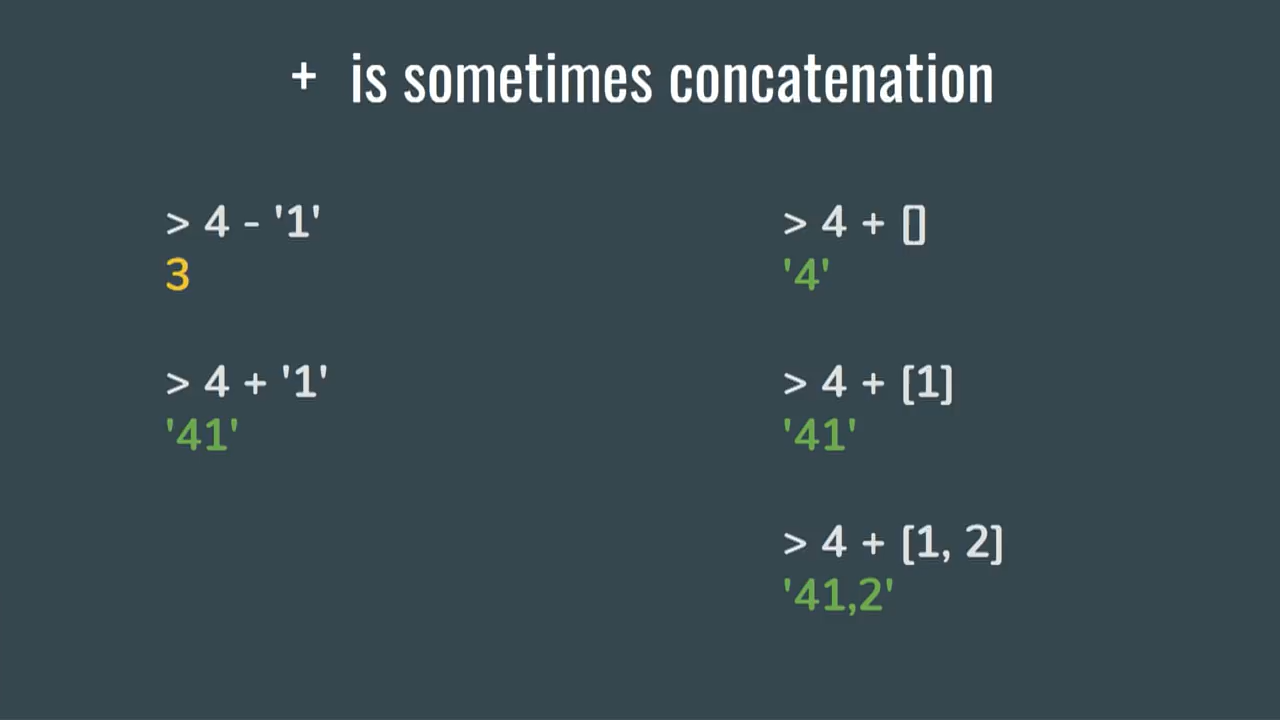 + is sometimes concatenation
> 4 - '1'
3
> 4 + '1'
'41'
> 4 + []
'4'
> 4 + [1]
'41'
> 4 + [1, 2]
'41,2'